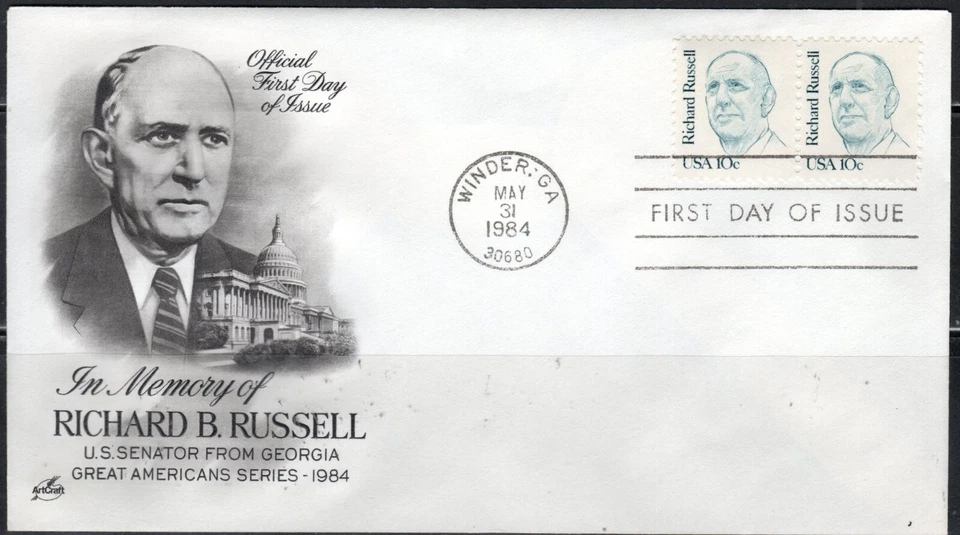 Official
First Day
of Issue
Richard Russell
USA 10c
Richard Russell
USA 10c
WINDER, GA
MAY
31
1984
30680
FIRST DAY OF ISSUE
In Memory of
RICHARD B. RUSSELL
U.S. SENATOR FROM GEORGIA
GREAT AMERICANS SERIES - 1984
ArtCraft